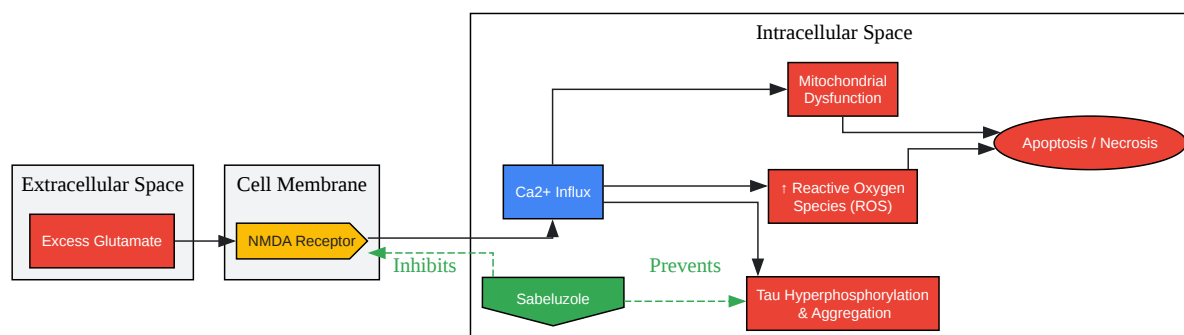 Intracellular Space
Mitochondrial
Dysfunction
Apoptosis / Necrosis
Extracellular Space
Cell Membrane
Ca2+ Influx
↑ Reactive Oxygen
Species (ROS)
Excess Glutamate
NMDA Receptor
Inhibits
Prevents
Sabeluzole
Tau Hyperphosphorylation
& Aggregation